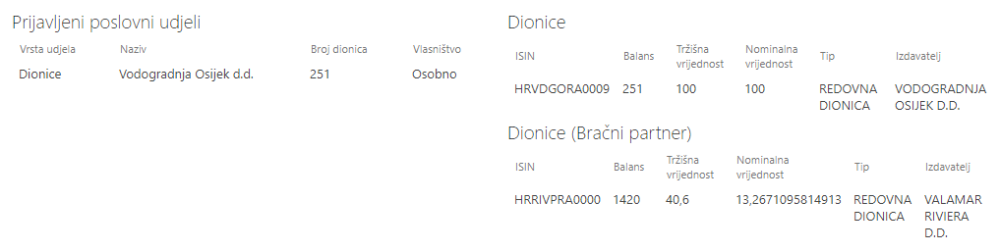 Prijavljeni poslovni udjeli
Vrsta udjela Naziv Broj dionica Vlasništvo
Dionice Vodogradnja Osijek d.d. 251 Osobno
Dionice
ISIN Balans Tržišna vrijednost Nominalna vrijednost Tip Izdavatelj
HRVDGORA0009 251 100 100 REDOVNA DIONICA VODOGRADNJA OSIJEK D.D.
Dionice (Bračni partner)
ISIN Balans Tržišna vrijednost Nominalna vrijednost Tip Izdavatelj
HRRIVPRA0000 1420 40,6 13,2671095814913 REDOVNA DIONICA VALAMAR RIVIERA D.D.